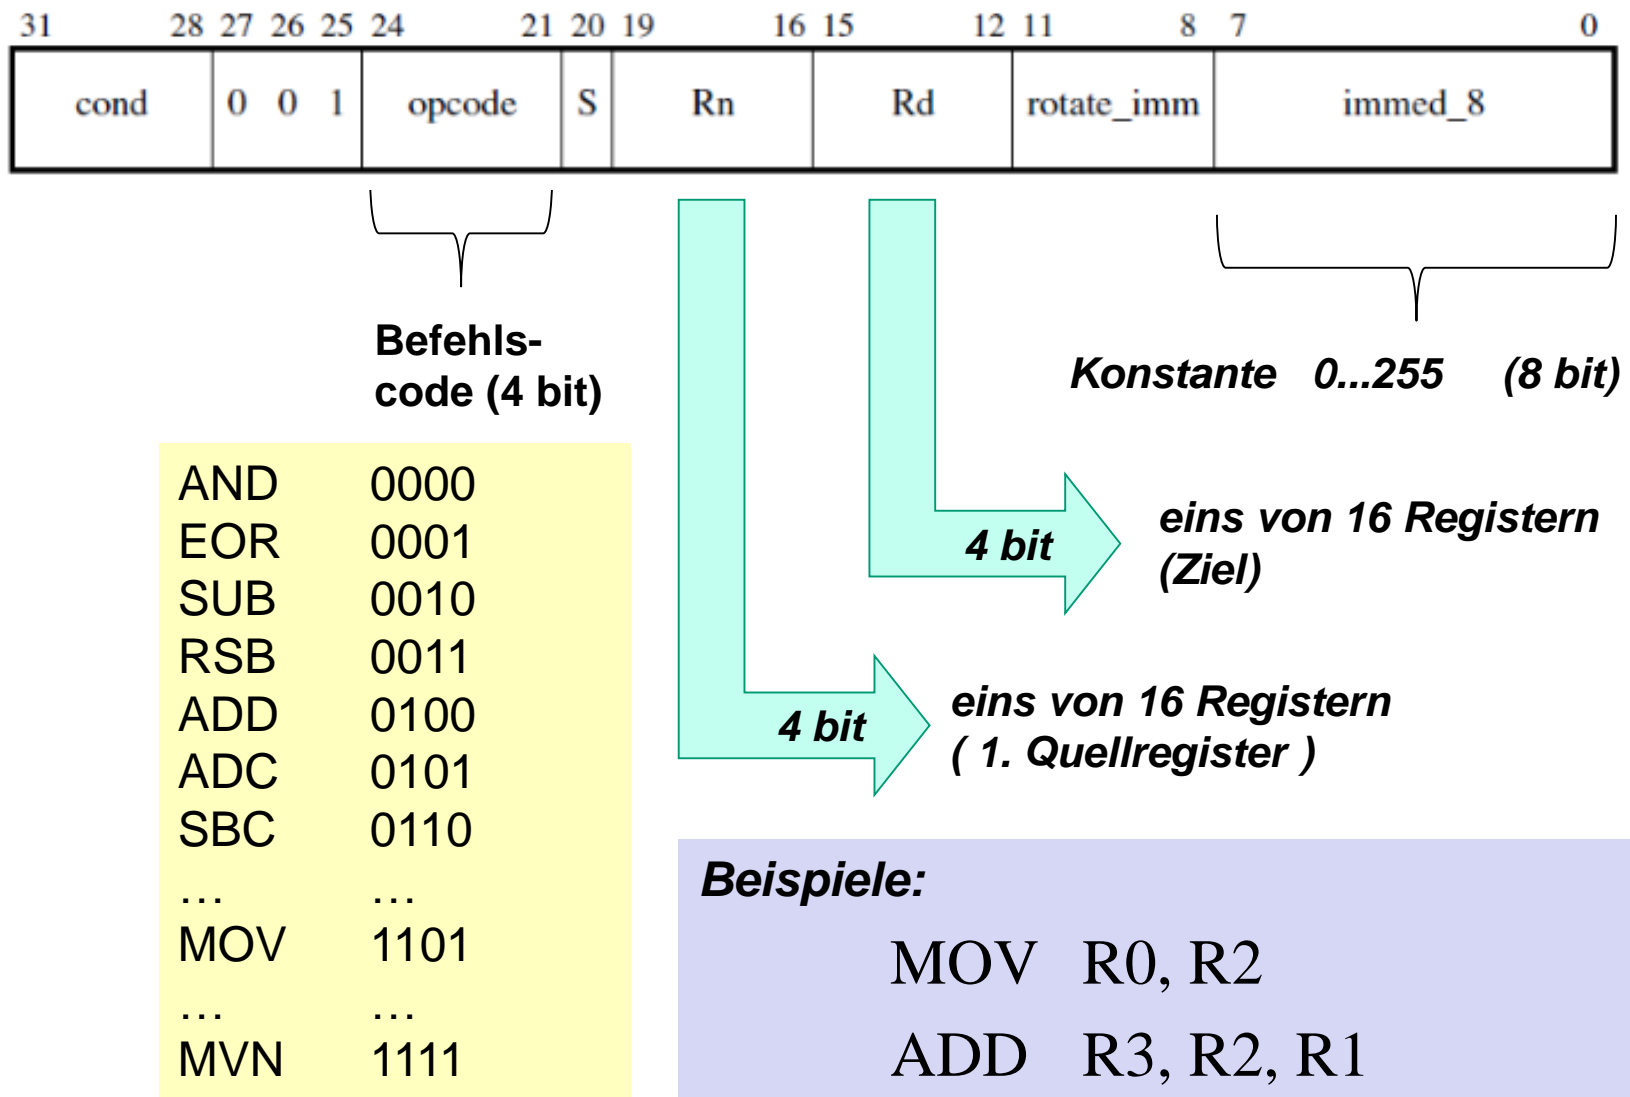 31 28 27 26 25 24 21 20 19 16 15 12 11 8 7 0
cond 0 0 1 opcode S Rn Rd rotate_imm immed_8
Befehls-
code (4 bit)
Konstante 0...255 (8 bit)
AND 0000
EOR 0001
SUB 0010
RSB 0011
ADD 0100
ADC 0101
SBC 0110
... ...
MOV 1101
... ...
MVN 1111
4 bit
eins von 16 Registern
(Ziel)
4 bit
eins von 16 Registern
( 1. Quellregister )
Beispiele:
MOV R0, R2
ADD R3, R2, R1